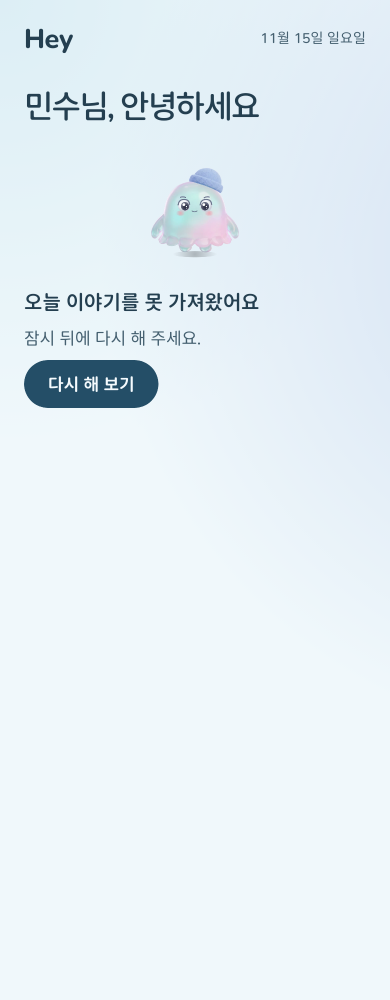 Hey
11월 15일 일요일
민수님, 안녕하세요
오늘 이야기를 못 가져왔어요
잠시 뒤에 다시 해 주세요.
다시 해 보기